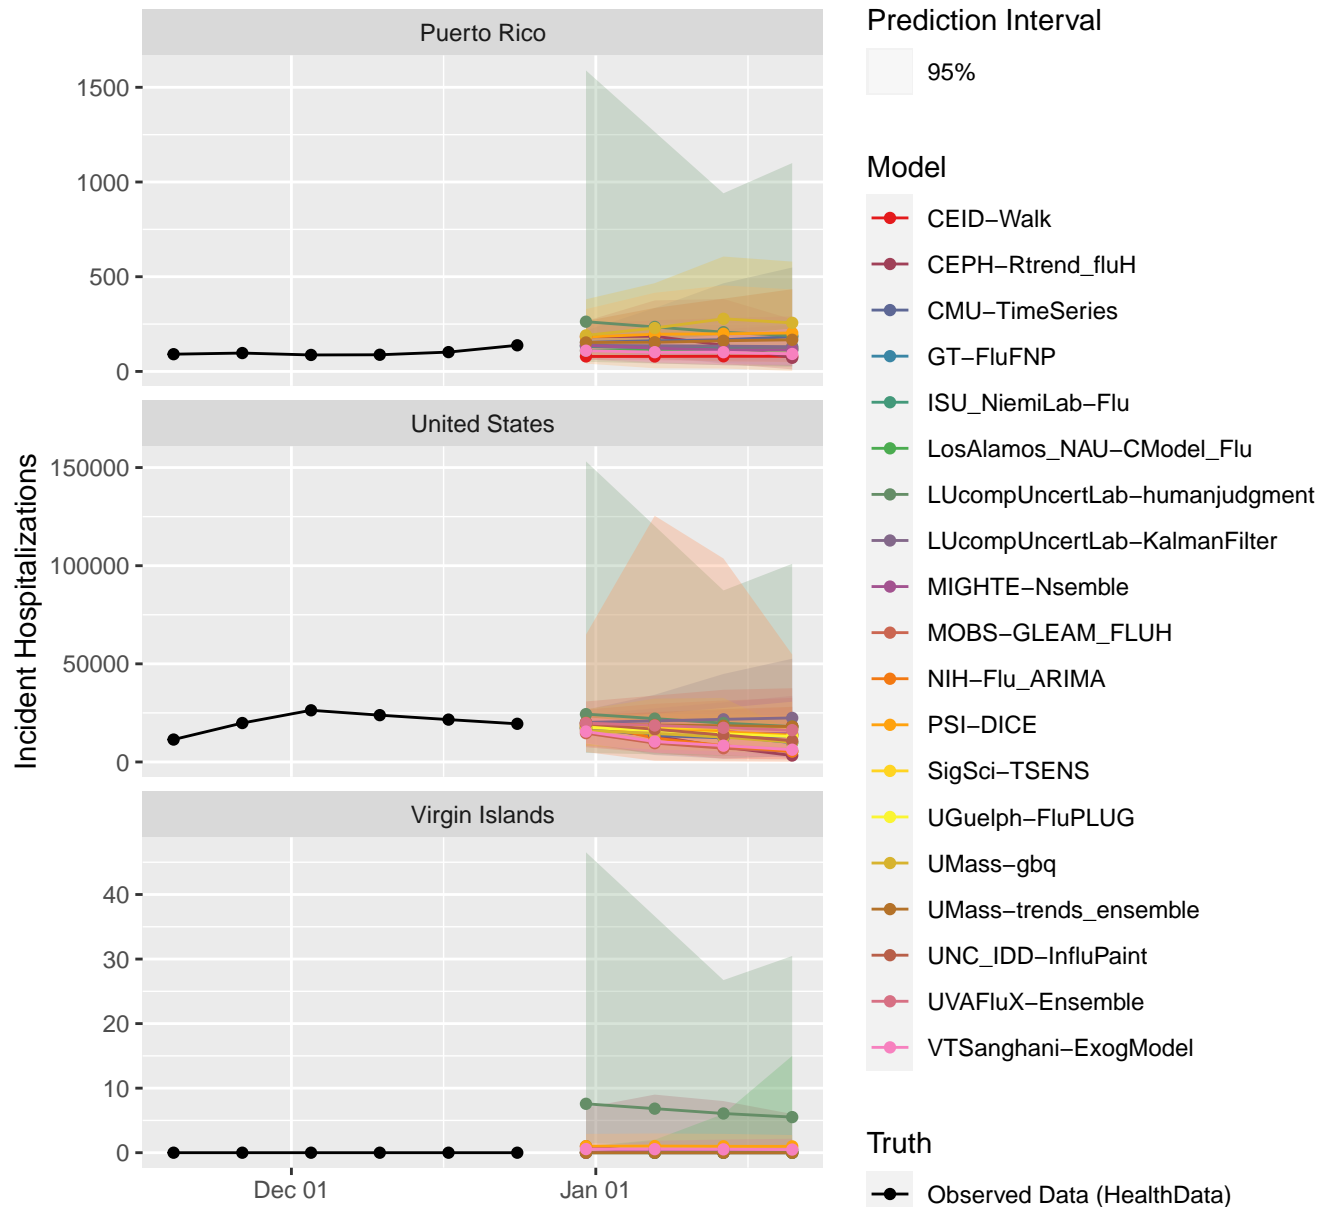 Puerto Rico
1500
1000
500
0
United States
150000
100000
50000
0
Virgin Islands
40
30
20
10
0
Dec 01
Jan 01
Incident Hospitalizations
Prediction Interval
95%
Model
CEID−Walk
CEPH−Rtrend_fluH
CMU−TimeSeries
GT−FluFNP
ISU_NiemiLab−Flu
LosAlamos_NAU−CModel_Flu
LUcompUncertLab−humanjudgment
LUcompUncertLab−KalmanFilter
MIGHTE−Nsemble
MOBS−GLEAM_FLUH
NIH−Flu_ARIMA
PSI−DICE
SigSci−TSENS
UGuelph−FluPLUG
UMass−gbq
UMass−trends_ensemble
UNC_IDD−InfluPaint
UVAFluX−Ensemble
VTSanghani−ExogModel
Truth
Observed Data (HealthData)